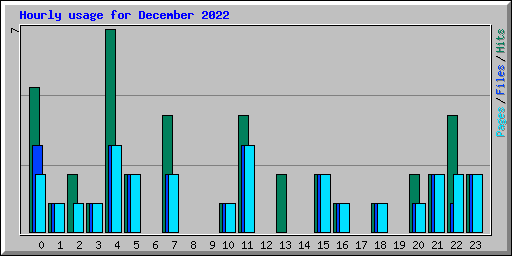 Hourly usage for December 2022
7
Pages/Files/Hits
0 1 2 3 4 5 6 7 8 9 10 11 12 13 14 15 16 17 18 19 20 21 22 23